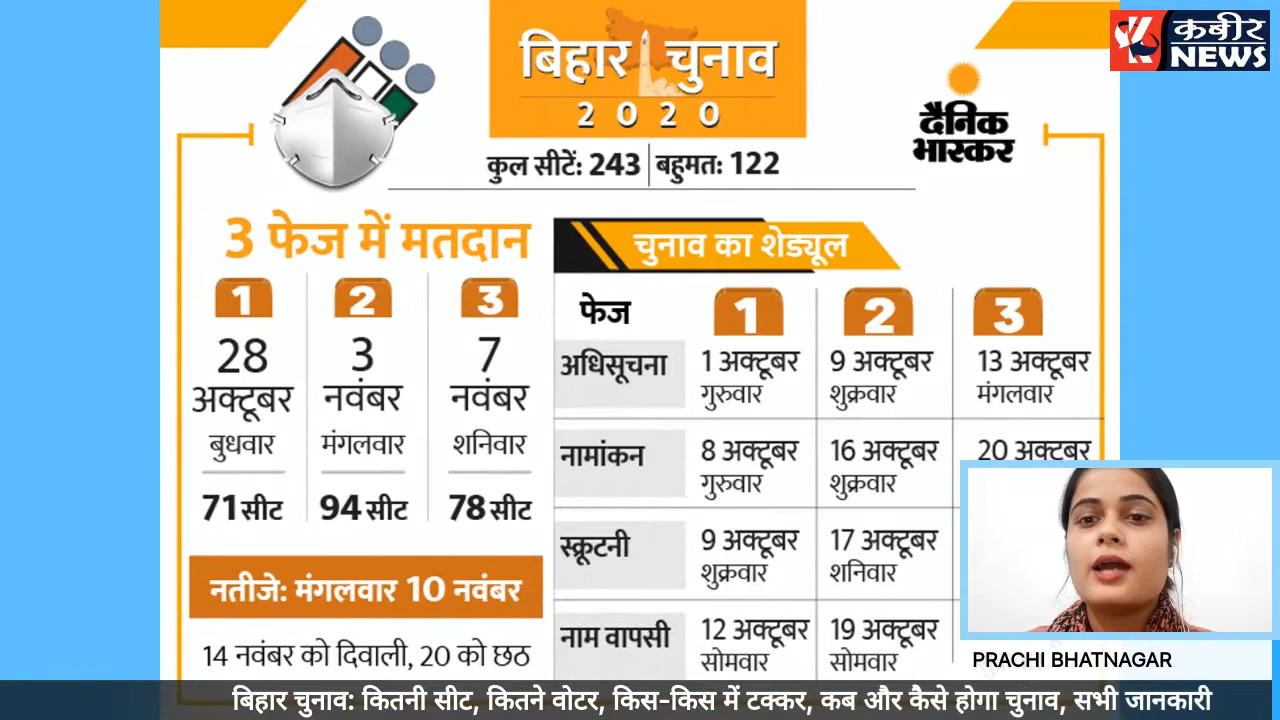 कबीर
NEWS
बिहार चुनाव
2020
दैनिक
भास्कर
कुल सीटें: 243 | बहुमत: 122
3 फेज में मतदान
1 2 3
28 3 7
अक्टूबर नवंबर नवंबर
बुधवार मंगलवार शनिवार
71 सीट 94 सीट 78 सीट
नतीजे: मंगलवार 10 नवंबर
14 नवंबर को दिवाली, 20 को छठ
चुनाव का शेड्यूल
फेज 1 2 3
अधिसूचना 1 अक्टूबर 9 अक्टूबर 13 अक्टूबर
गुरुवार शुक्रवार मंगलवार
नामांकन 8 अक्टूबर 16 अक्टूबर 20 अक्टूबर
गुरुवार शुक्रवार
स्क्रूटनी 9 अक्टूबर 17 अक्टूबर
शुक्रवार शनिवार
नाम वापसी 12 अक्टूबर 19 अक्टूबर
सोमवार सोमवार
PRACHI BHATNAGAR
बिहार चुनाव: कितनी सीट, कितने वोटर, किस-किस में टक्कर, कब और कैसे होगा चुनाव, सभी जानकारी